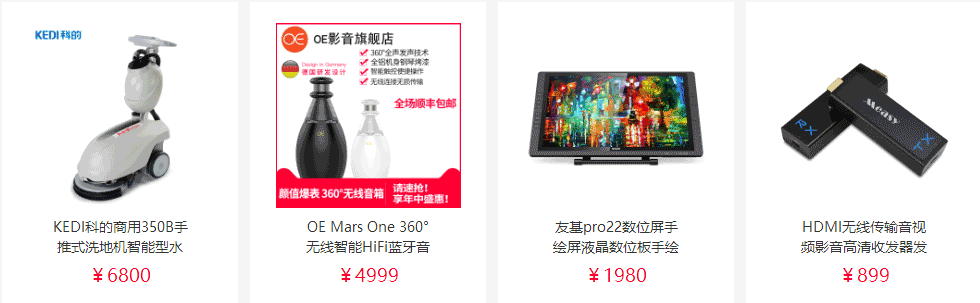 KEDI科的
KEDI科的商用350B手
推式洗地机智能型水
¥6800
OE OE影音旗舰店
Design in Germany
德国研发设计
360°全声发声技术
全铝机身钢琴烤漆
智能触控便捷操作
无线连接无损传输
全场顺丰包邮
颜值爆表 360°无线音箱
请速抢!
享年中盛惠!
OE Mars One 360°
无线智能HiFi蓝牙音
¥4999
友基pro22数位屏手
绘屏液晶数位板手绘
¥1980
Measy
RX
TX
HDMI无线传输音视
频影音高清收发器发
¥899